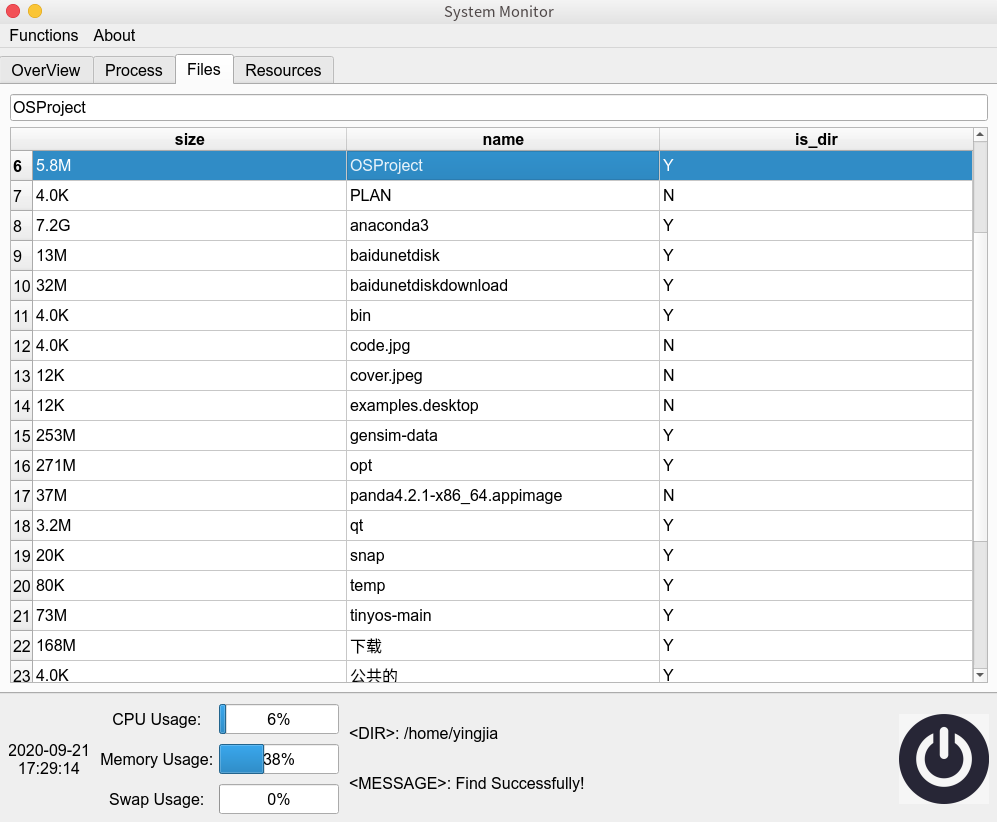 System Monitor
Functions About
OverView Process Files Resources
OSProject
size name is_dir
6 5.8M OSProject Y
7 4.0K PLAN N
8 7.2G anaconda3 Y
9 13M baidunetdisk Y
10 32M baidunetdiskdownload Y
11 4.0K bin Y
12 4.0K code.jpg N
13 12K cover.jpeg N
14 12K examples.desktop N
15 253M gensim-data Y
16 271M opt Y
17 37M panda4.2.1-x86_64.appimage N
18 3.2M qt Y
19 20K snap Y
20 80K temp Y
21 73M tinyos-main Y
22 168M 下载 Y
23 4.0K 公共的 Y
CPU Usage: 6%
<DIR>: /home/yingjia
2020-09-21
17:29:14
Memory Usage: 38%
<MESSAGE>: Find Successfully!
Swap Usage: 0%